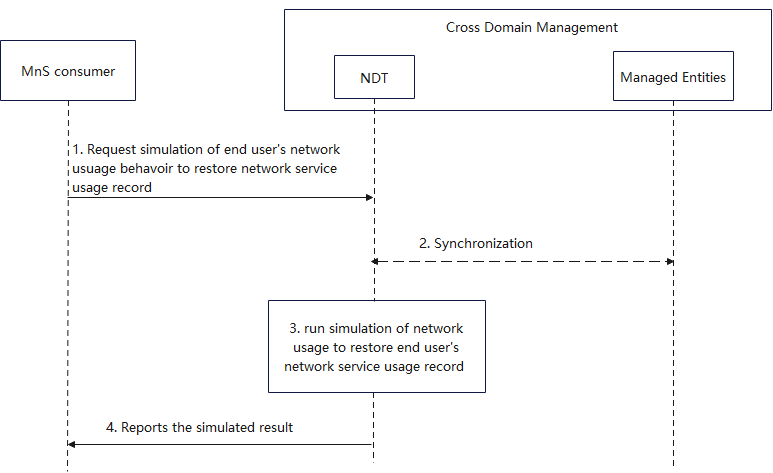 Cross Domain Management
MnS consumer
NDT
Managed Entities
1. Request simulation of end user's network
usuage behavoir to restore network service
usage record
2. Synchronization
3. run simulation of network
usage to restore end user's
network service usage record
4. Reports the simulated result